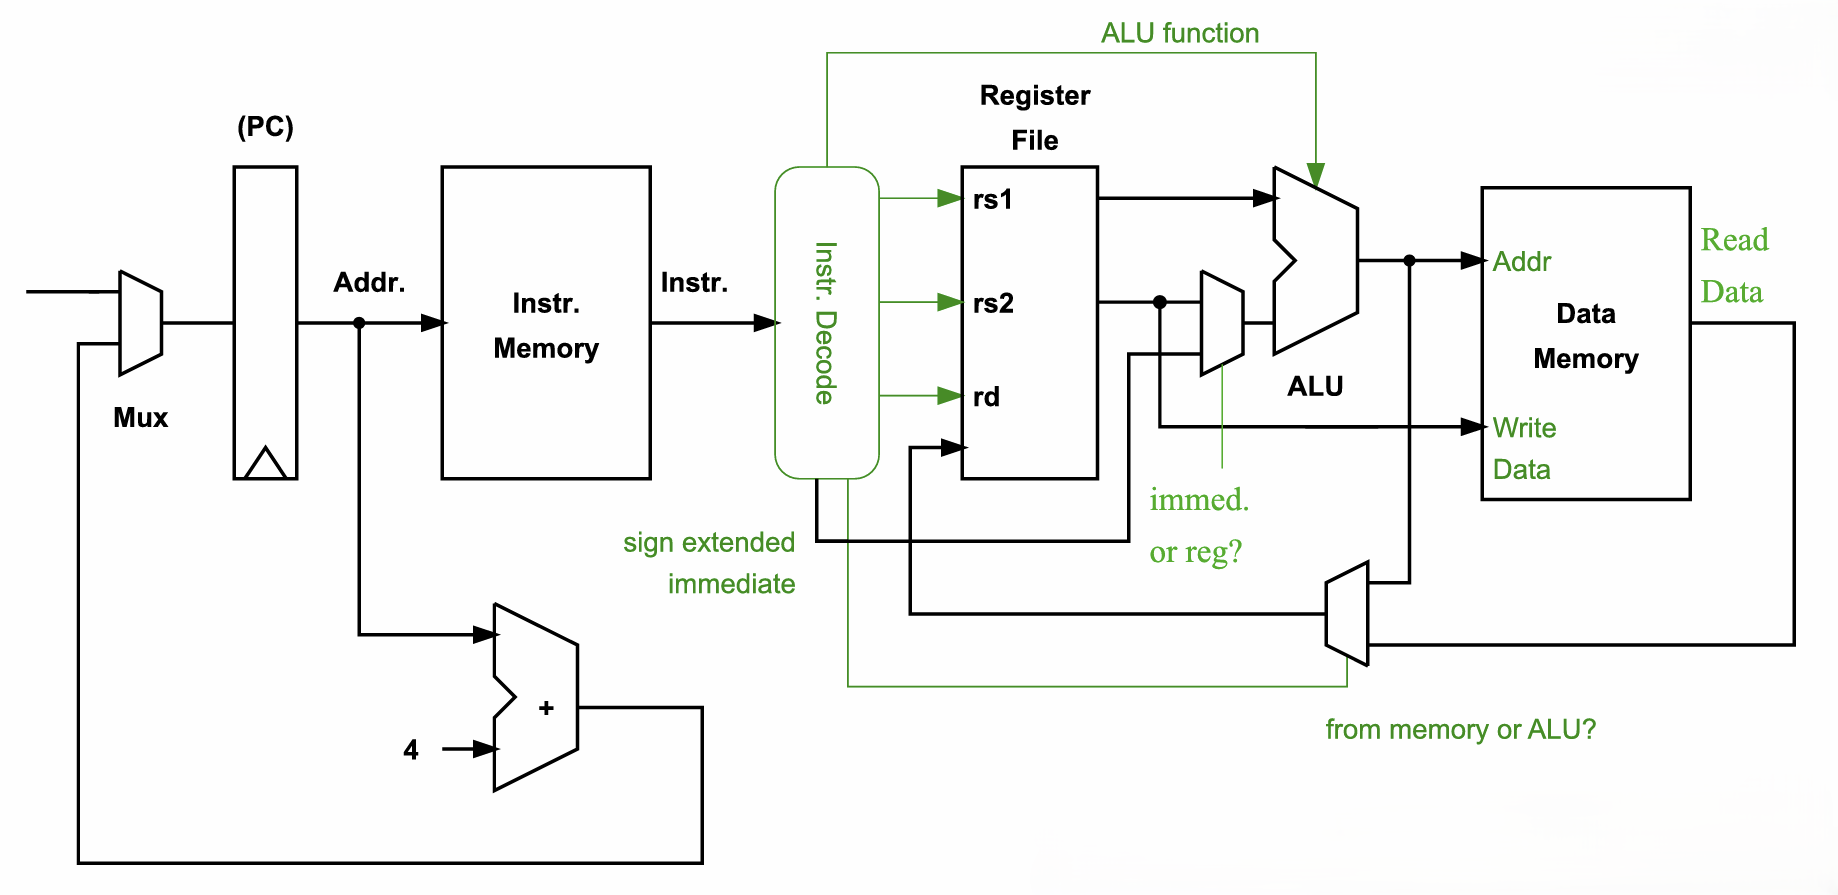 ALU function
Register
File
(PC)
rs1
Addr.
Instr.
Memory
Instr.
Instr. Decode
rs2
rd
ALU
Addr
Data
Memory
Read
Data
Write
Data
Mux
immed.
or reg?
sign extended
immediate
+
4
from memory or ALU?